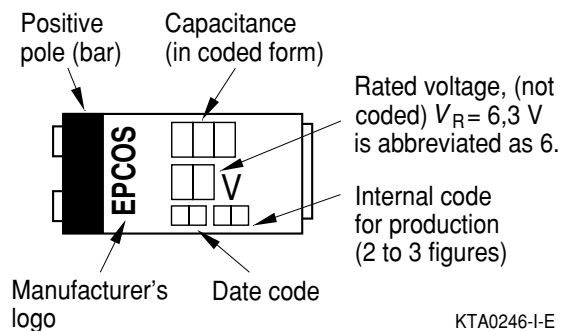 Positive
pole (bar)
Capacitance
(in coded form)
Rated voltage, (not
coded) VR = 6,3 V
is abbreviated as 6.
EPCOS
V
Internal code
for production
(2 to 3 figures)
Manufacturer's
logo
Date code
KTA0246-I-E